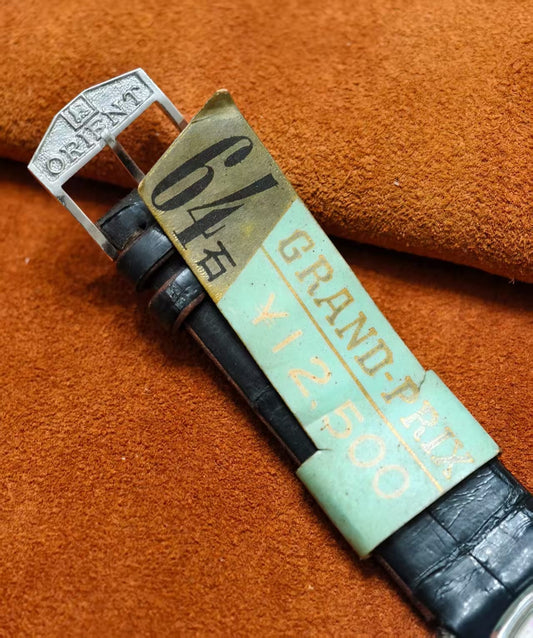 ORIENT
64石
GRAND-PRIX
¥12.500